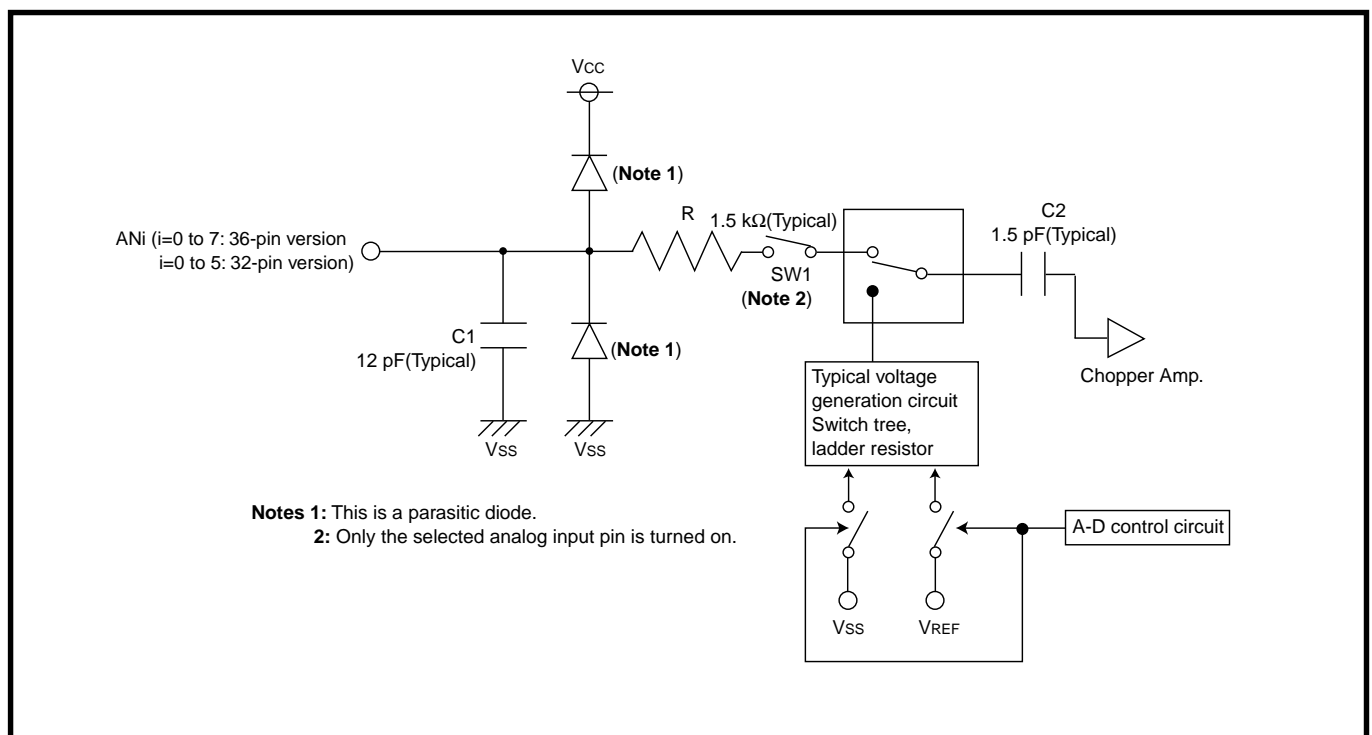 VCC
(Note 1)
R
1.5 kΩ(Typical)
C2
1.5 pF(Typical)
ANi (i=0 to 7: 36-pin version
i=0 to 5: 32-pin version)
SW1
(Note 2)
C1
12 pF(Typical)
(Note 1)
Chopper Amp.
Typical voltage
generation circuit
Switch tree,
ladder resistor
VSS
VSS
Notes 1: This is a parasitic diode.
2: Only the selected analog input pin is turned on.
A-D control circuit
VSS
VREF